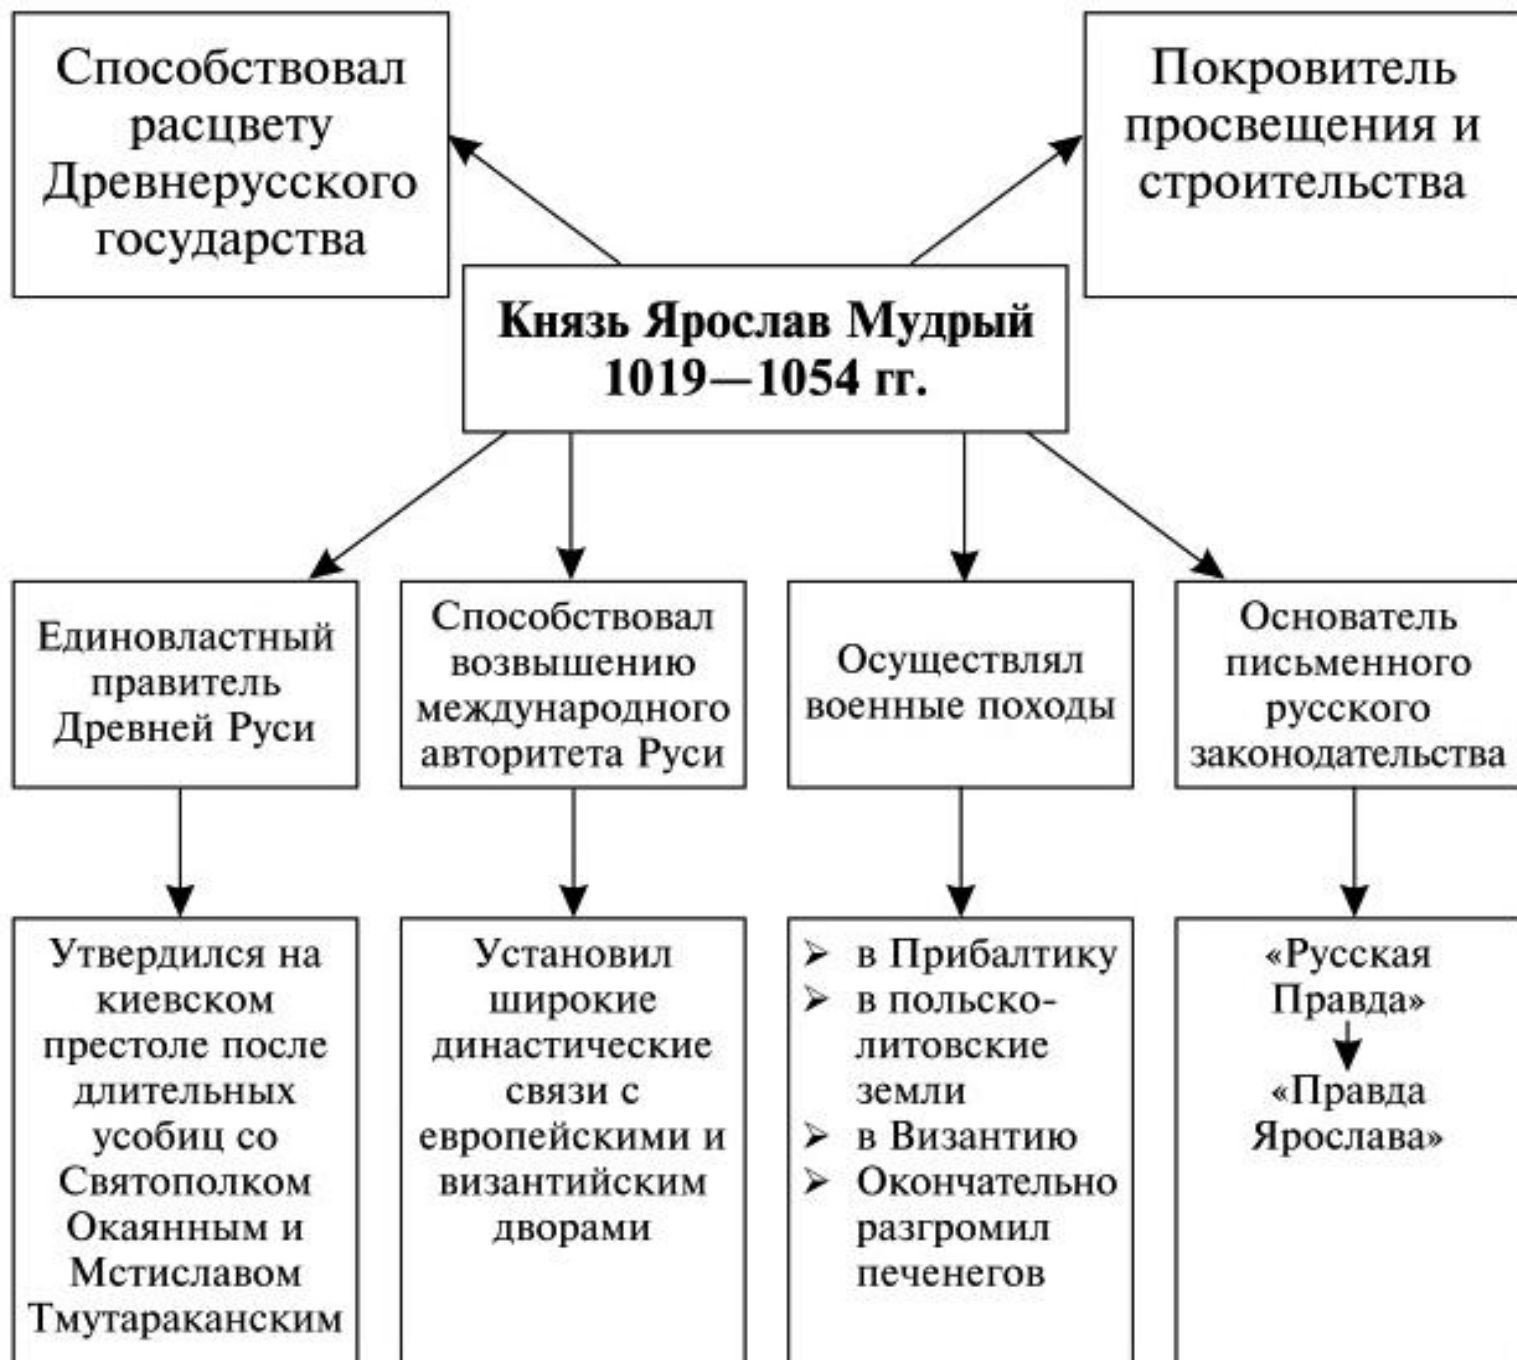 Способствовал
расцвету
Древнерусского
государства
Покровитель
просвещения и
строительства
Князь Ярослав Мудрый
1019—1054 гг.
Единовластный
правитель
Древней Руси
Способствовал
возвышению
международного
авторитета Руси
Осуществлял
военные походы
Основатель
письменного
русского
законодательства
Утвердился на
киевском
престоле после
длительных
усобиц со
Святополком
Окаянным и
Мстиславом
Тмутараканским
Установил
широкие
династические
связи с
европейскими и
византийским
дворами
➢ в Прибалтику
➢ в польско-
литовские
земли
➢ в Византию
➢ Окончательно
разгромил
печенегов
«Русская
Правда»
«Правда
Ярослава»